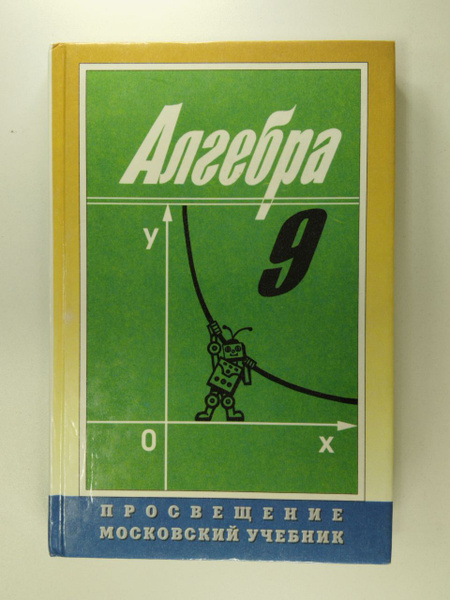 Алгебра
9
y
0 x
ПРОСВЕЩЕНИЕ
МОСКОВСКИЙ УЧЕБНИК